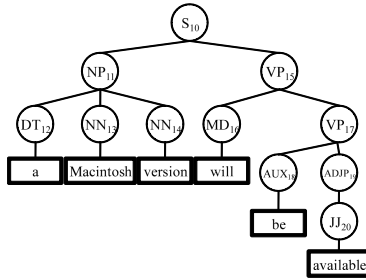 S10
NP11 VP15
DT12 NN13 NN14 MD16 VP17
a Macintosh version will AUX18 ADJP19
be JJ20
available